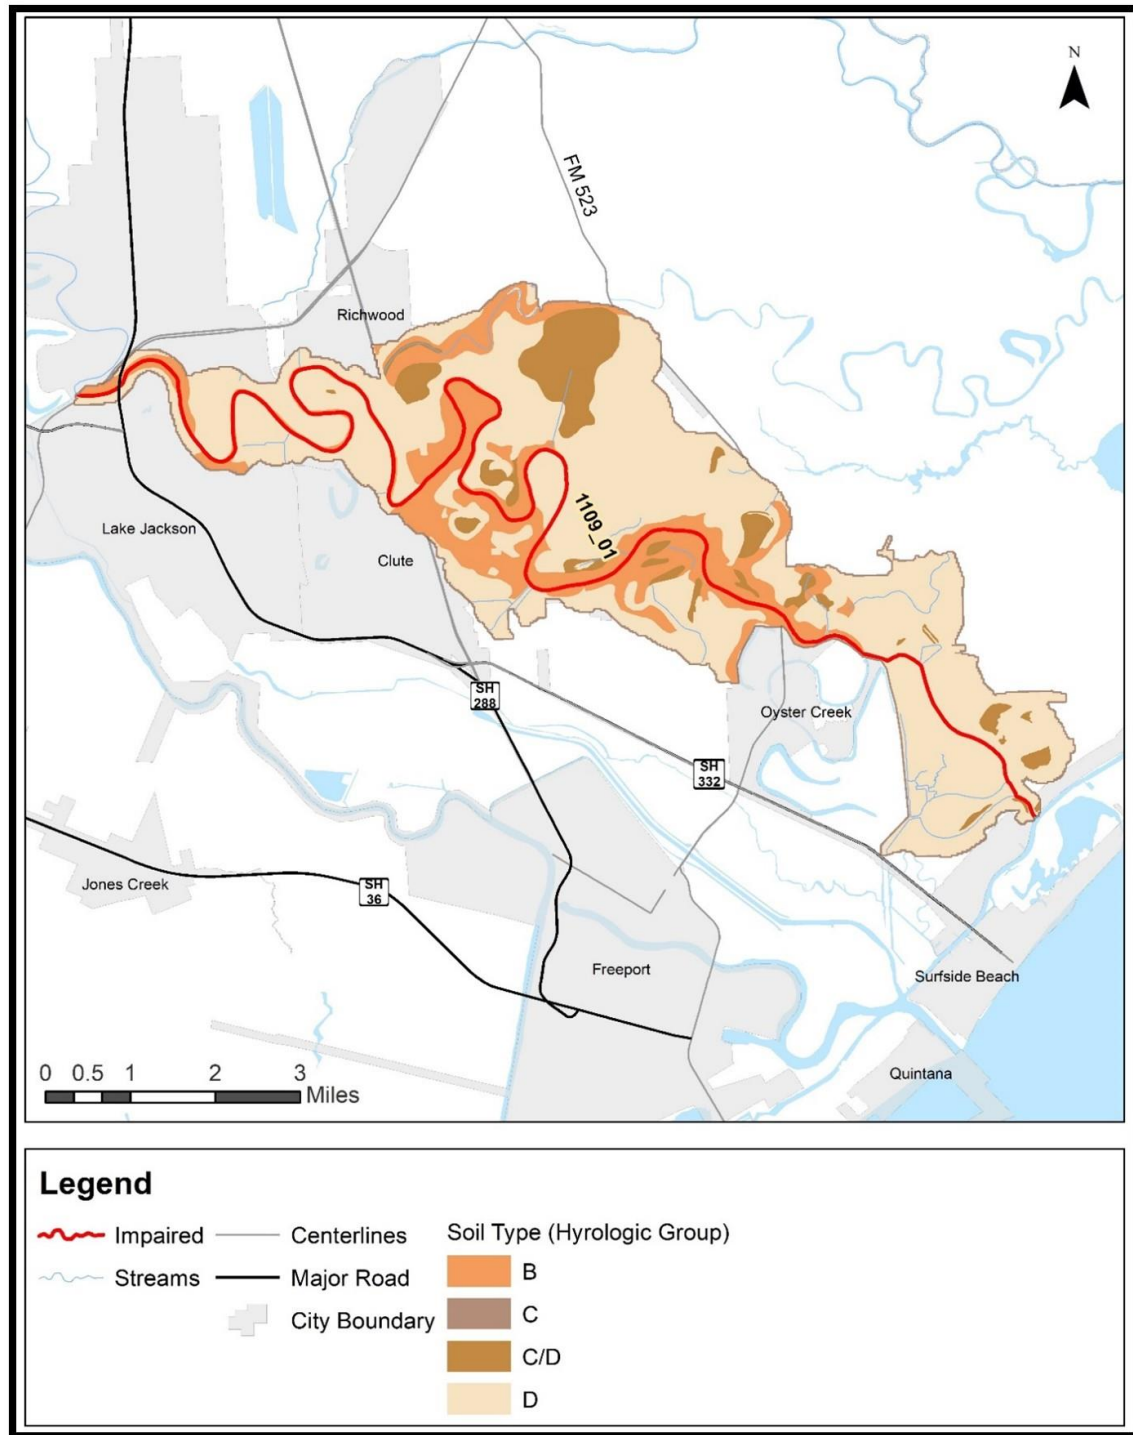 N
FM 523
Richwood
1109_01
Lake Jackson
Clute
SH
288
Oyster Creek
SH
332
Jones Creek
SH
36
Freeport
Surfside Beach
Quintana
0 0.5 1 2 3
Miles
Legend
Impaired
Centerlines
Soil Type (Hyrologic Group)
Streams
Major Road
City Boundary
B
C
C/D
D